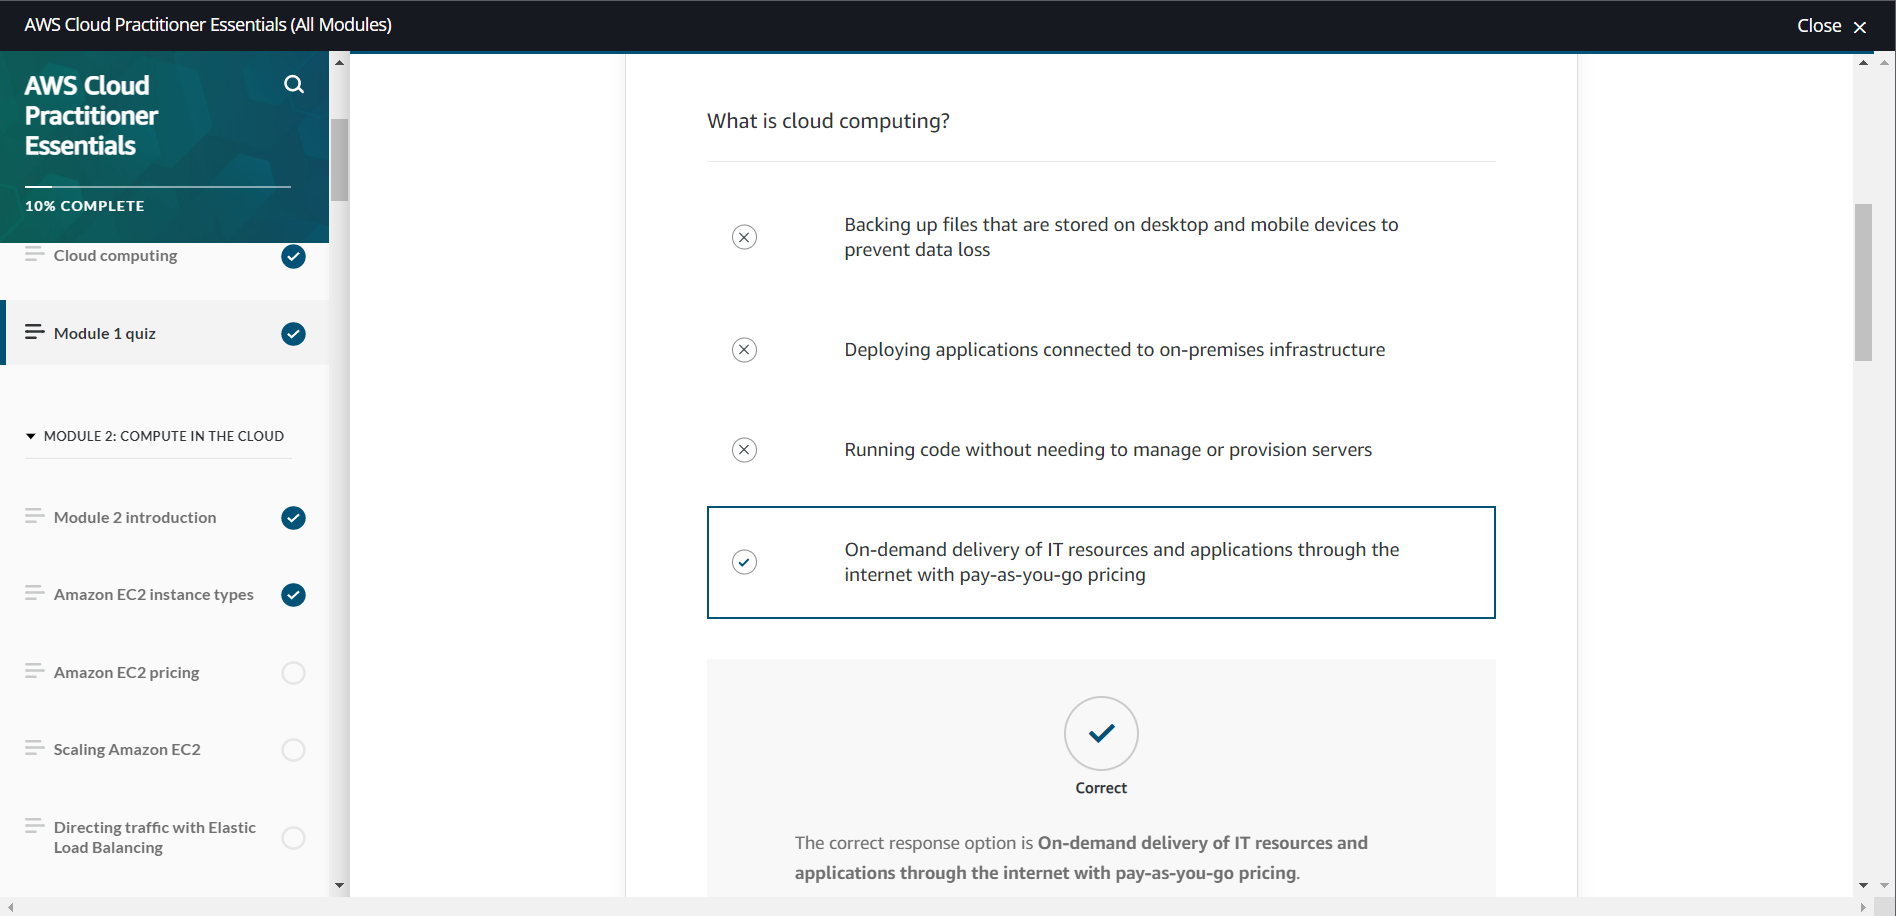 AWS Cloud Practitioner Essentials (All Modules)
Close
AWS Cloud
Practitioner
Essentials
10% COMPLETE
Cloud computing
Module 1 quiz
MODULE 2: COMPUTE IN THE CLOUD
Module 2 introduction
Amazon EC2 instance types
Amazon EC2 pricing
Scaling Amazon EC2
Directing traffic with Elastic
Load Balancing
What is cloud computing?
Backing up files that are stored on desktop and mobile devices to
prevent data loss
Deploying applications connected to on-premises infrastructure
Running code without needing to manage or provision servers
On-demand delivery of IT resources and applications through the
internet with pay-as-you-go pricing
Correct
The correct response option is On-demand delivery of IT resources and
applications through the internet with pay-as-you-go pricing.